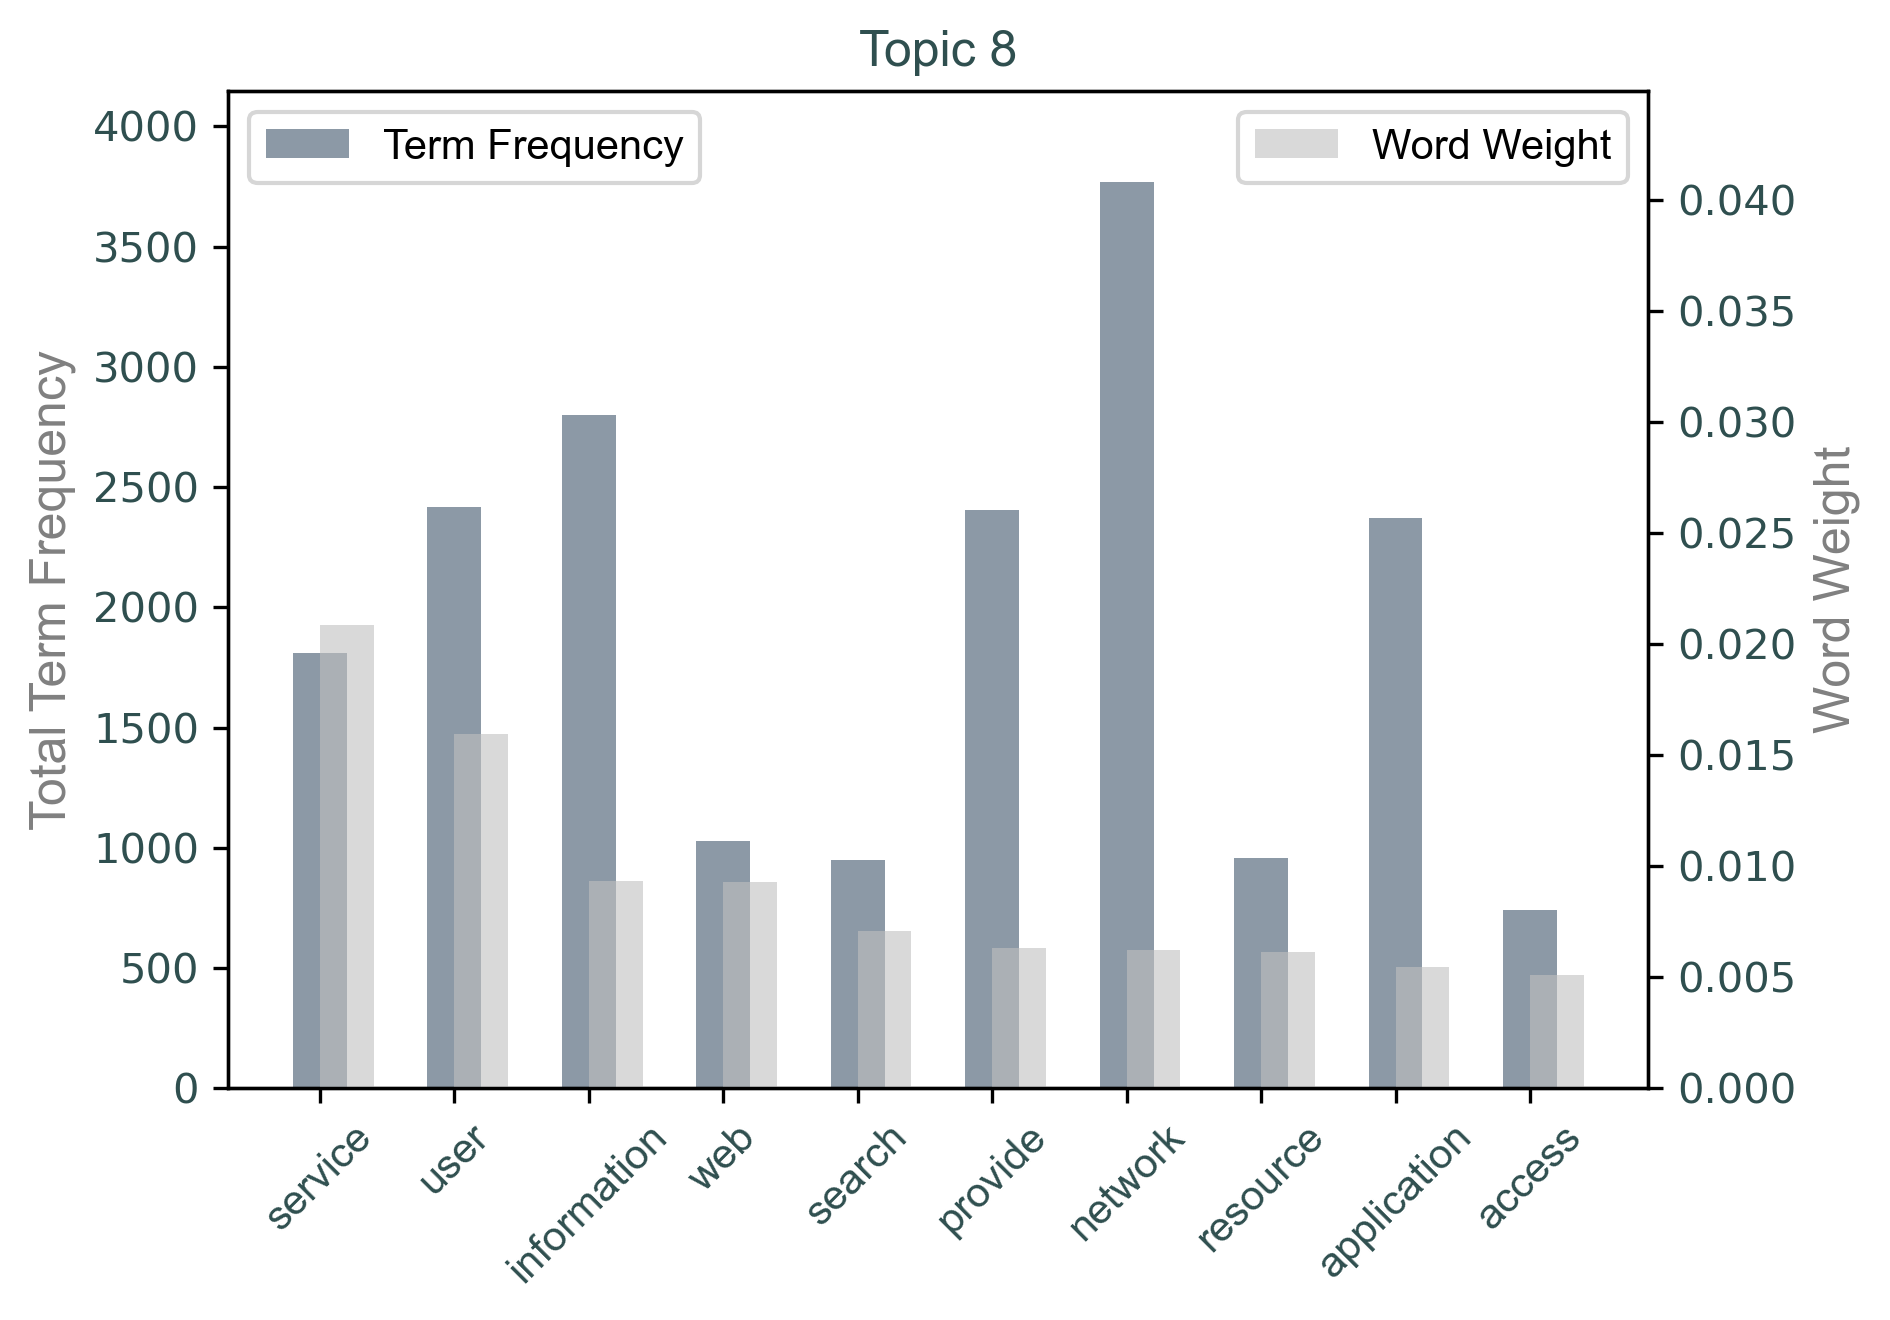 Topic 8
Term Frequency
Word Weight
4000
3500
3000
2500
2000
1500
1000
500
0
Total Term Frequency
0.040
0.035
0.030
0.025
0.020
0.015
0.010
0.005
0.000
Word Weight
service
user
information
web
search
provide
network
resource
application
access